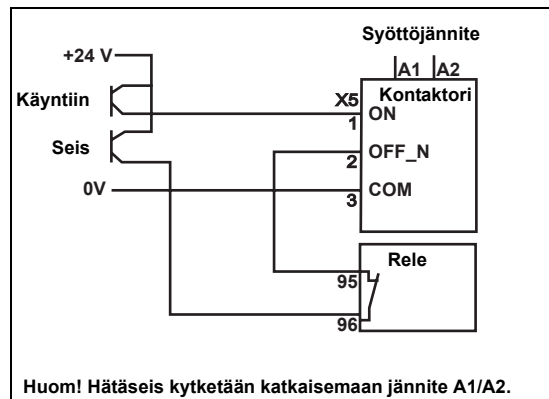 Syöttöjännite
+24 V
A1 A2
Käyntiin
X5 Kontaktori
1 ON
Seis
2 OFF_N
0V
3 COM
Rele
95
96
Huom! Hätäseis kytketään katkaisemaan jännite A1/A2.